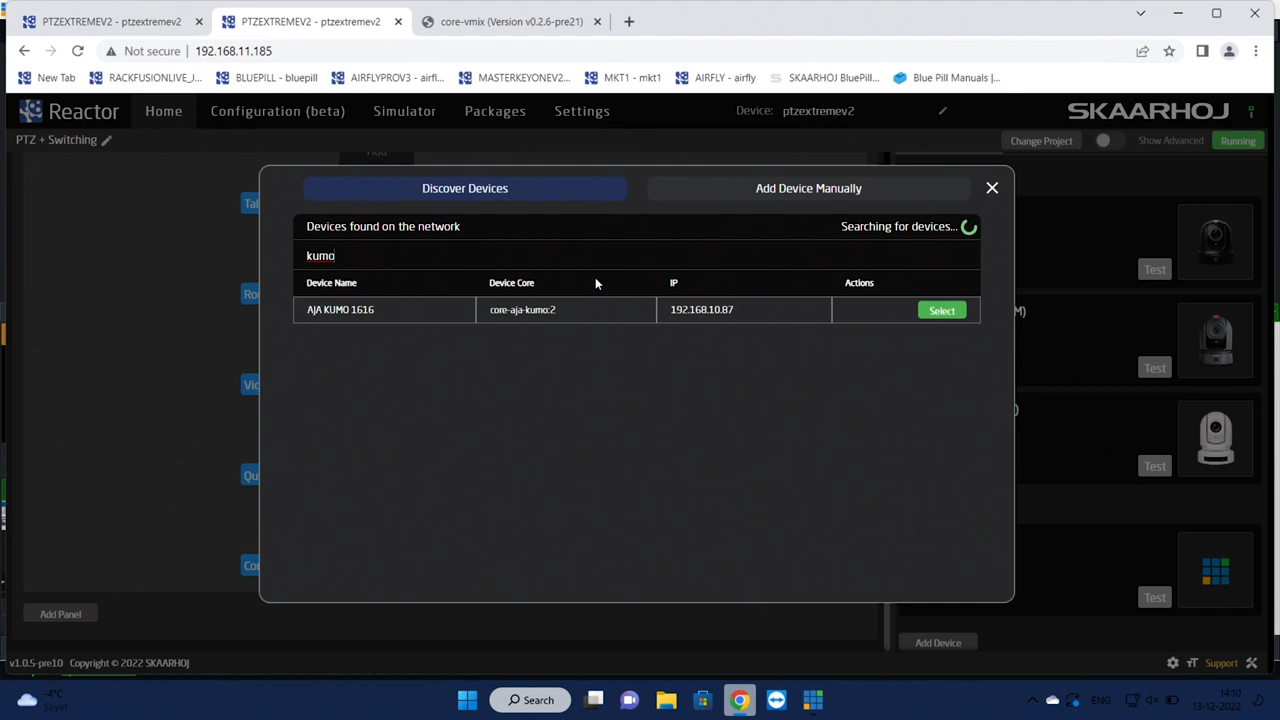 PTZEXTREMEV2 - ptzextremev2
PTZEXTREMEV2 - ptzextremev2
core-vmix (Version v0.2.6-pre21)
Not secure
192.168.11.185
New Tab
RACKFUSIONLIVE_J...
BLUEPILL - bluepill
AIRFLYPROV3 - airfl...
MASTERKEYONEV2...
MKT1 - mkt1
AIRFLY - airfly
SKAARHOJ BluePill...
Blue Pill Manuals |...
Reactor
Home
Configuration (beta)
Simulator
Packages
Settings
Device:
ptzextremev2
SKAARHOJ
PTZ + Switching
Add
Change Project
Show Advanced
Running
Discover Devices
Add Device Manually
Devices found on the network
Searching for devices...
kumo
Device Name
Device Core
IP
Actions
AJA KUMO 1616
core-aja-kumo:2
192.168.10.87
Select
Test
Test
Test
Test
Add Panel
Add Device
v1.0.5-pre10
Copyright © 2022 SKAARHOJ
Support
-4°C
Skyet
Search
ENG
14:10
13-12-2022